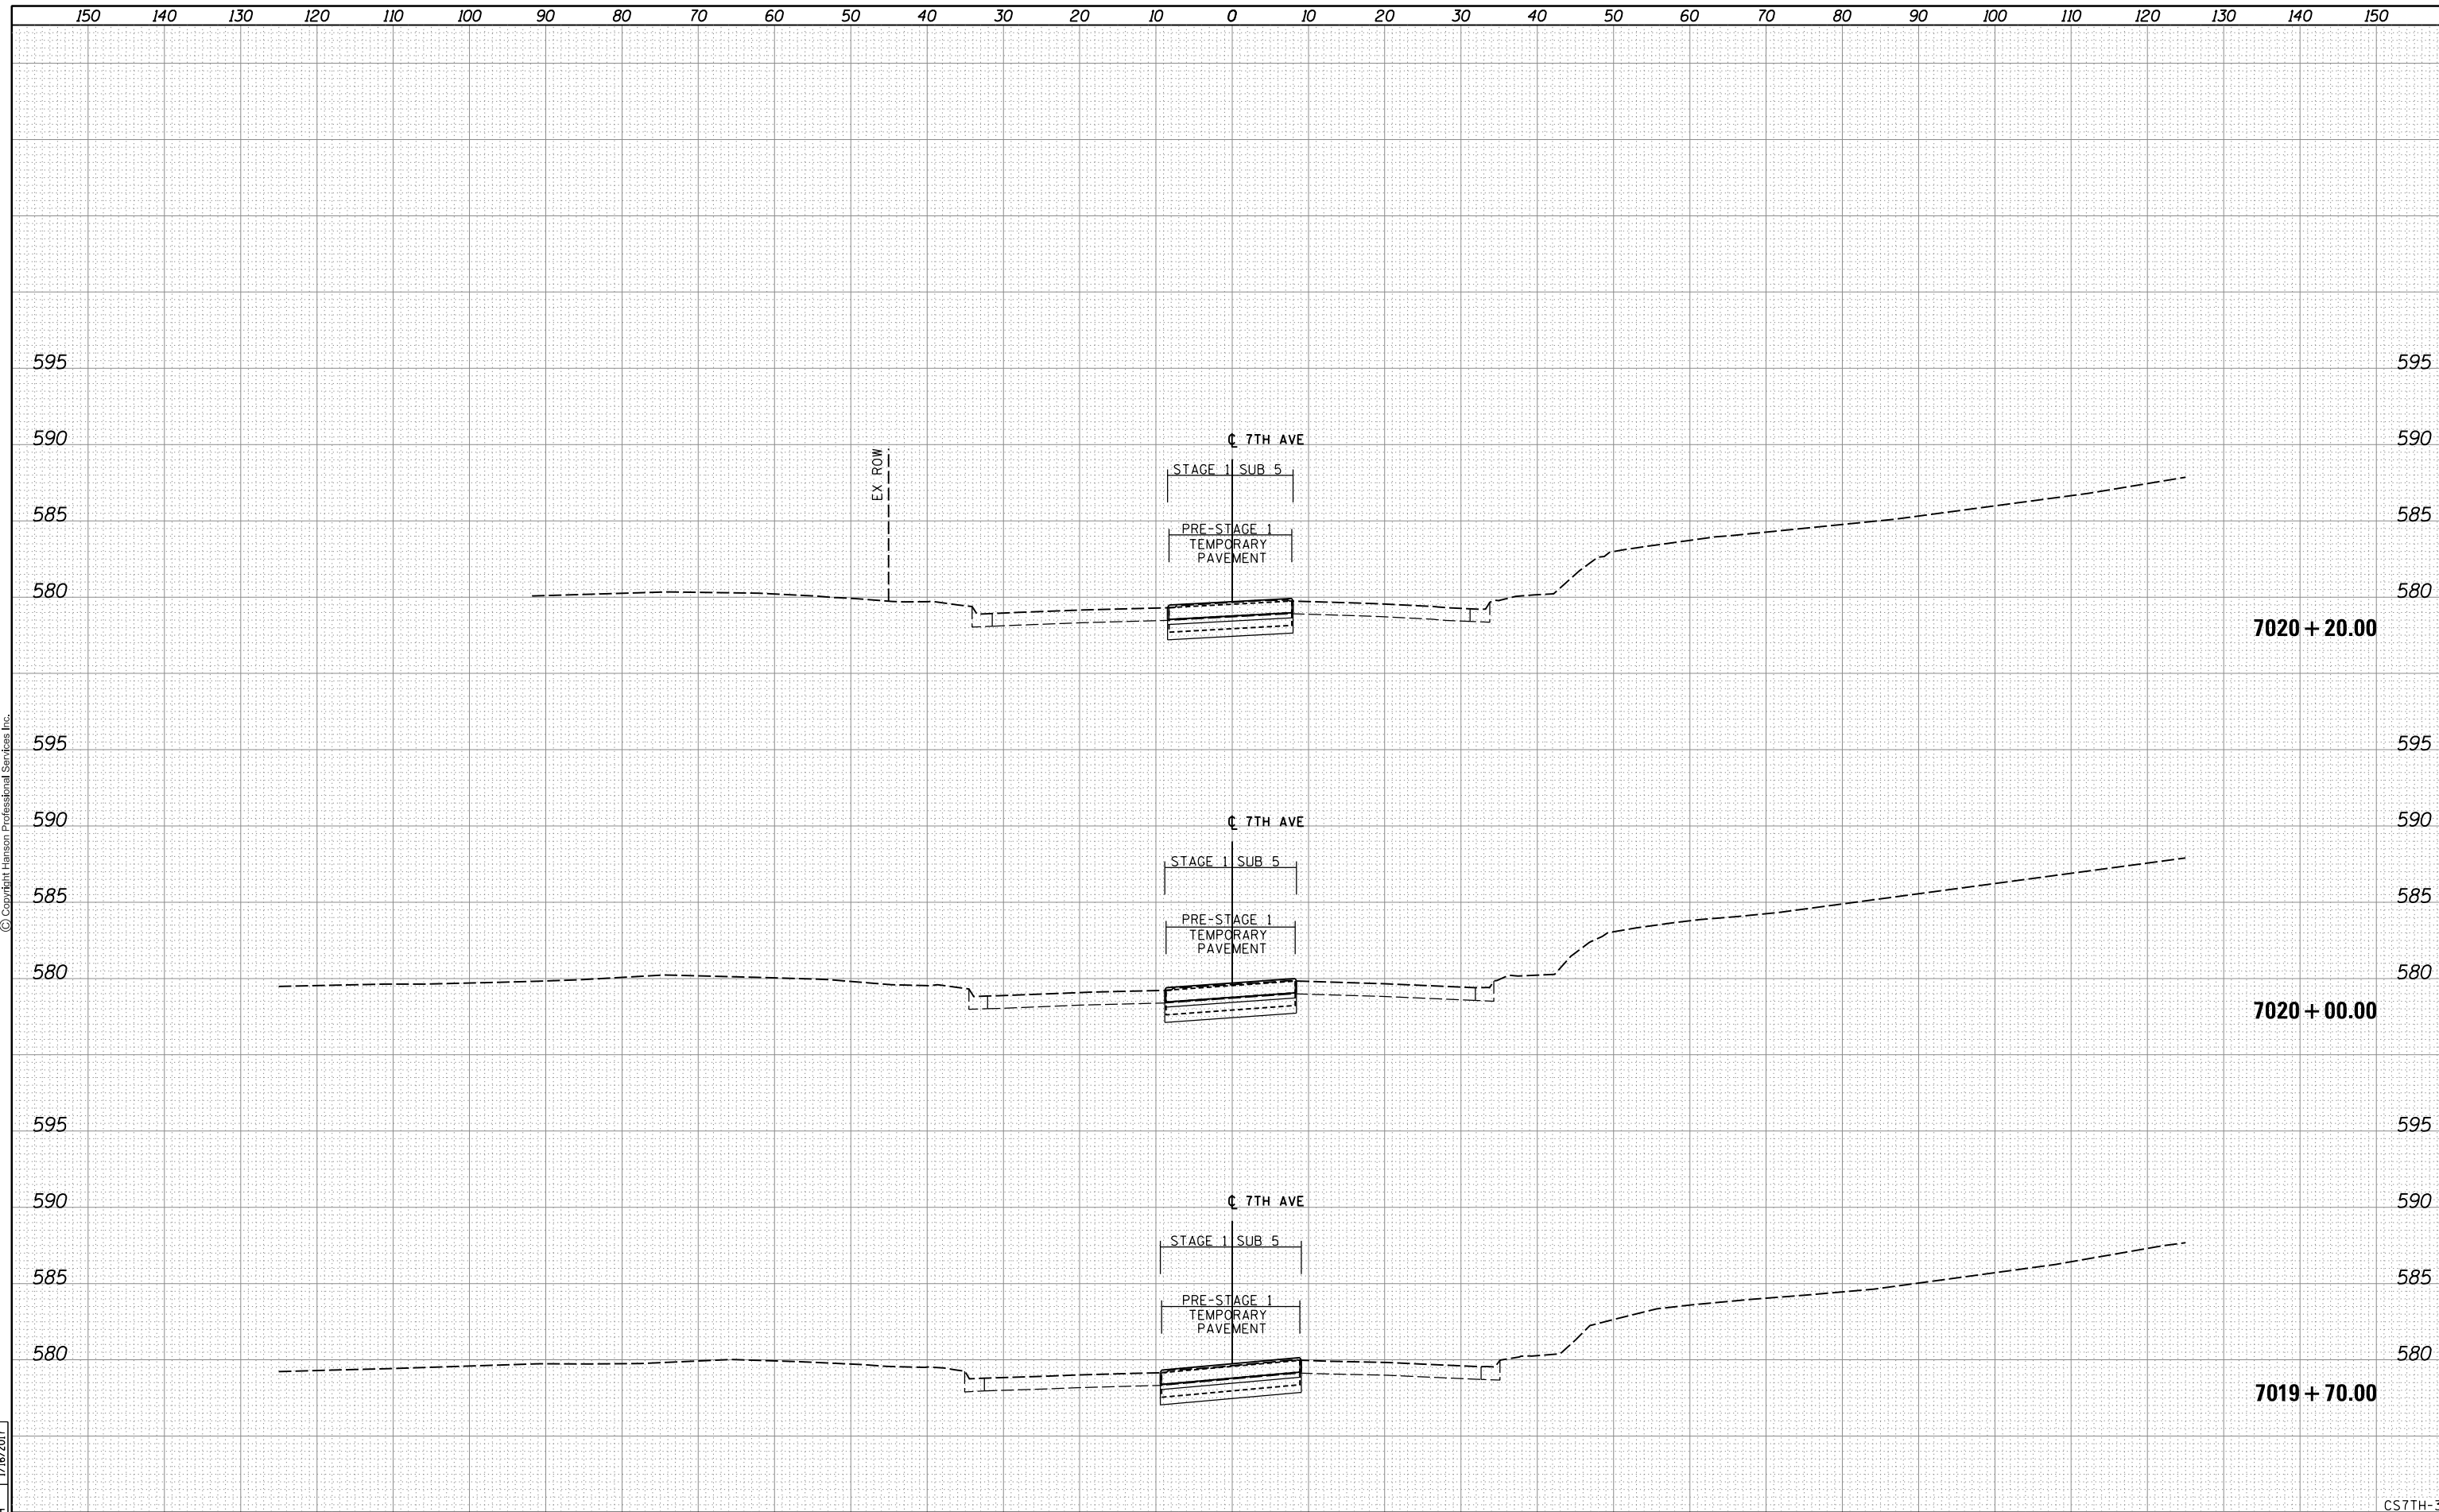 150 140 130 120 110 100 90 80 70 60 50 40 30 20 10 0 10 20 30 40 50 60 70 80 90 100 110 120 130 140 150
595 595
590 ℄ 7TH AVE 590
EX ROW
STAGE 1 SUB 5
585 585
PRE-STAGE 1
TEMPORARY
PAVEMENT
580 580
7020+20.00
© Copyright Hanson Professional Services Inc.
595 595
590 ℄ 7TH AVE 590
STAGE 1 SUB 5
585 585
PRE-STAGE 1
TEMPORARY
PAVEMENT
580 580
7020+00.00
595 595
590 ℄ 7TH AVE 590
STAGE 1 SUB 5
585 585
PRE-STAGE 1
TEMPORARY
PAVEMENT
580 580
7019+70.00
CS7TH-3